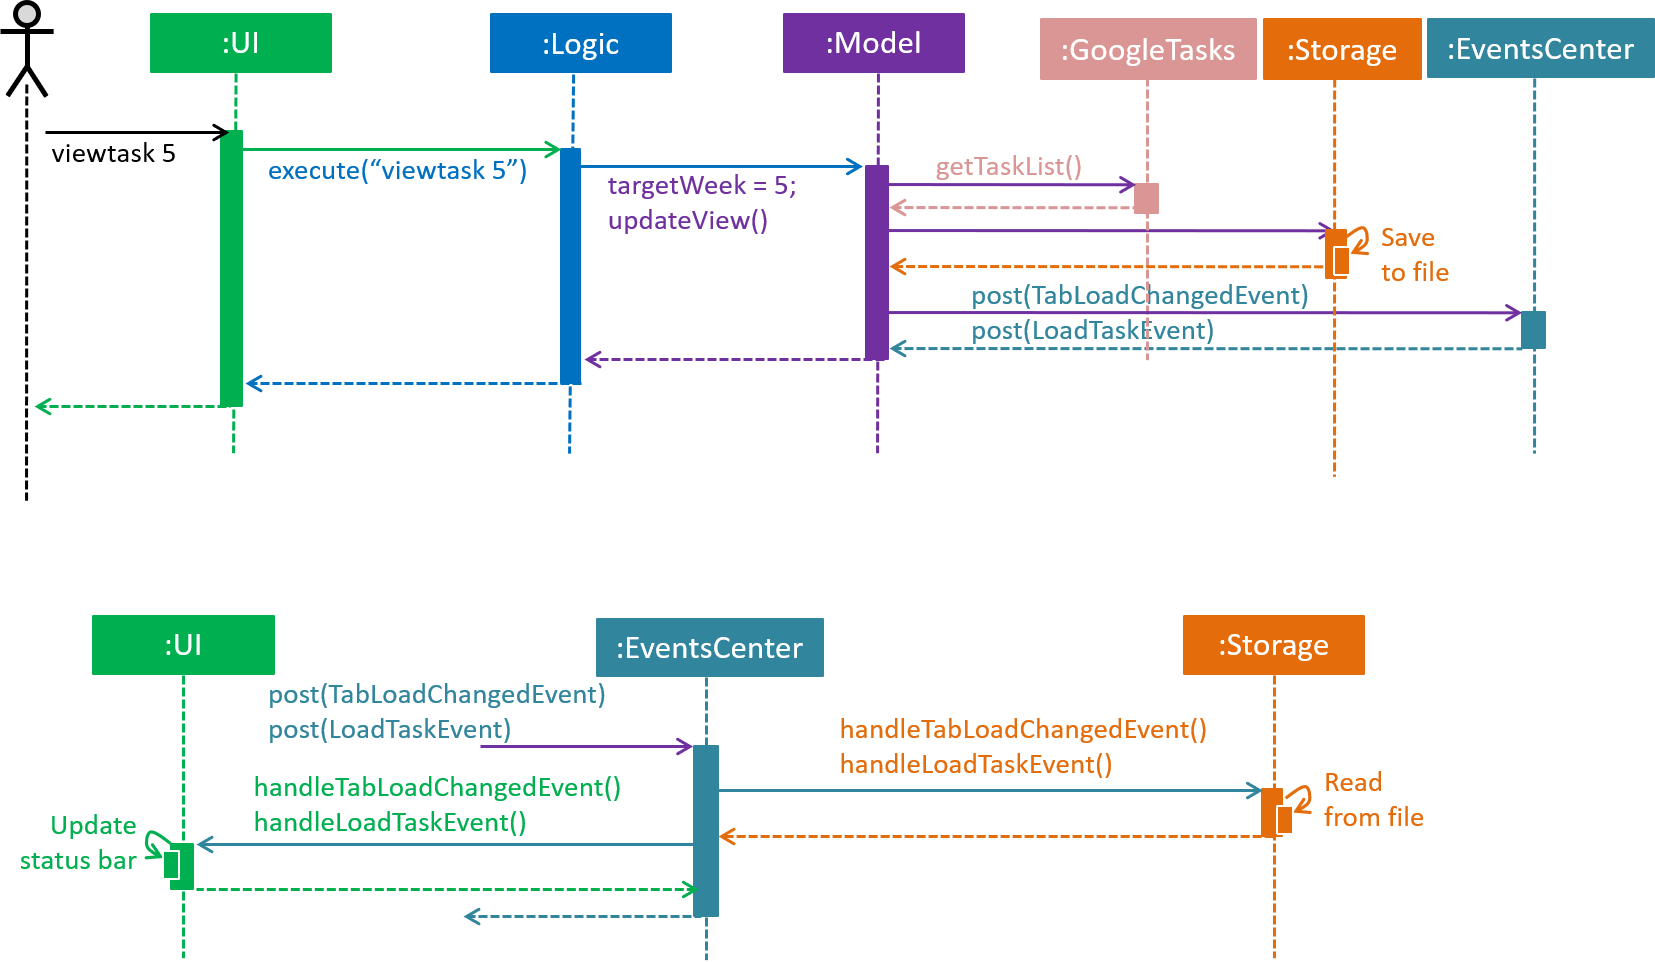 :UI
:Logic
:Model
:GoogleTasks
:Storage
:EventsCenter
viewtask 5
execute(“viewtask 5”)
targetWeek = 5;
updateView()
getTaskList()
Save
to file
post(TabLoadChangedEvent)
post(LoadTaskEvent)
:UI
:EventsCenter
:Storage
post(TabLoadChangedEvent)
post(LoadTaskEvent)
handleTabLoadChangedEvent()
handleLoadTaskEvent()
Read
from file
handleTabLoadChangedEvent()
handleLoadTaskEvent()
Update
status bar